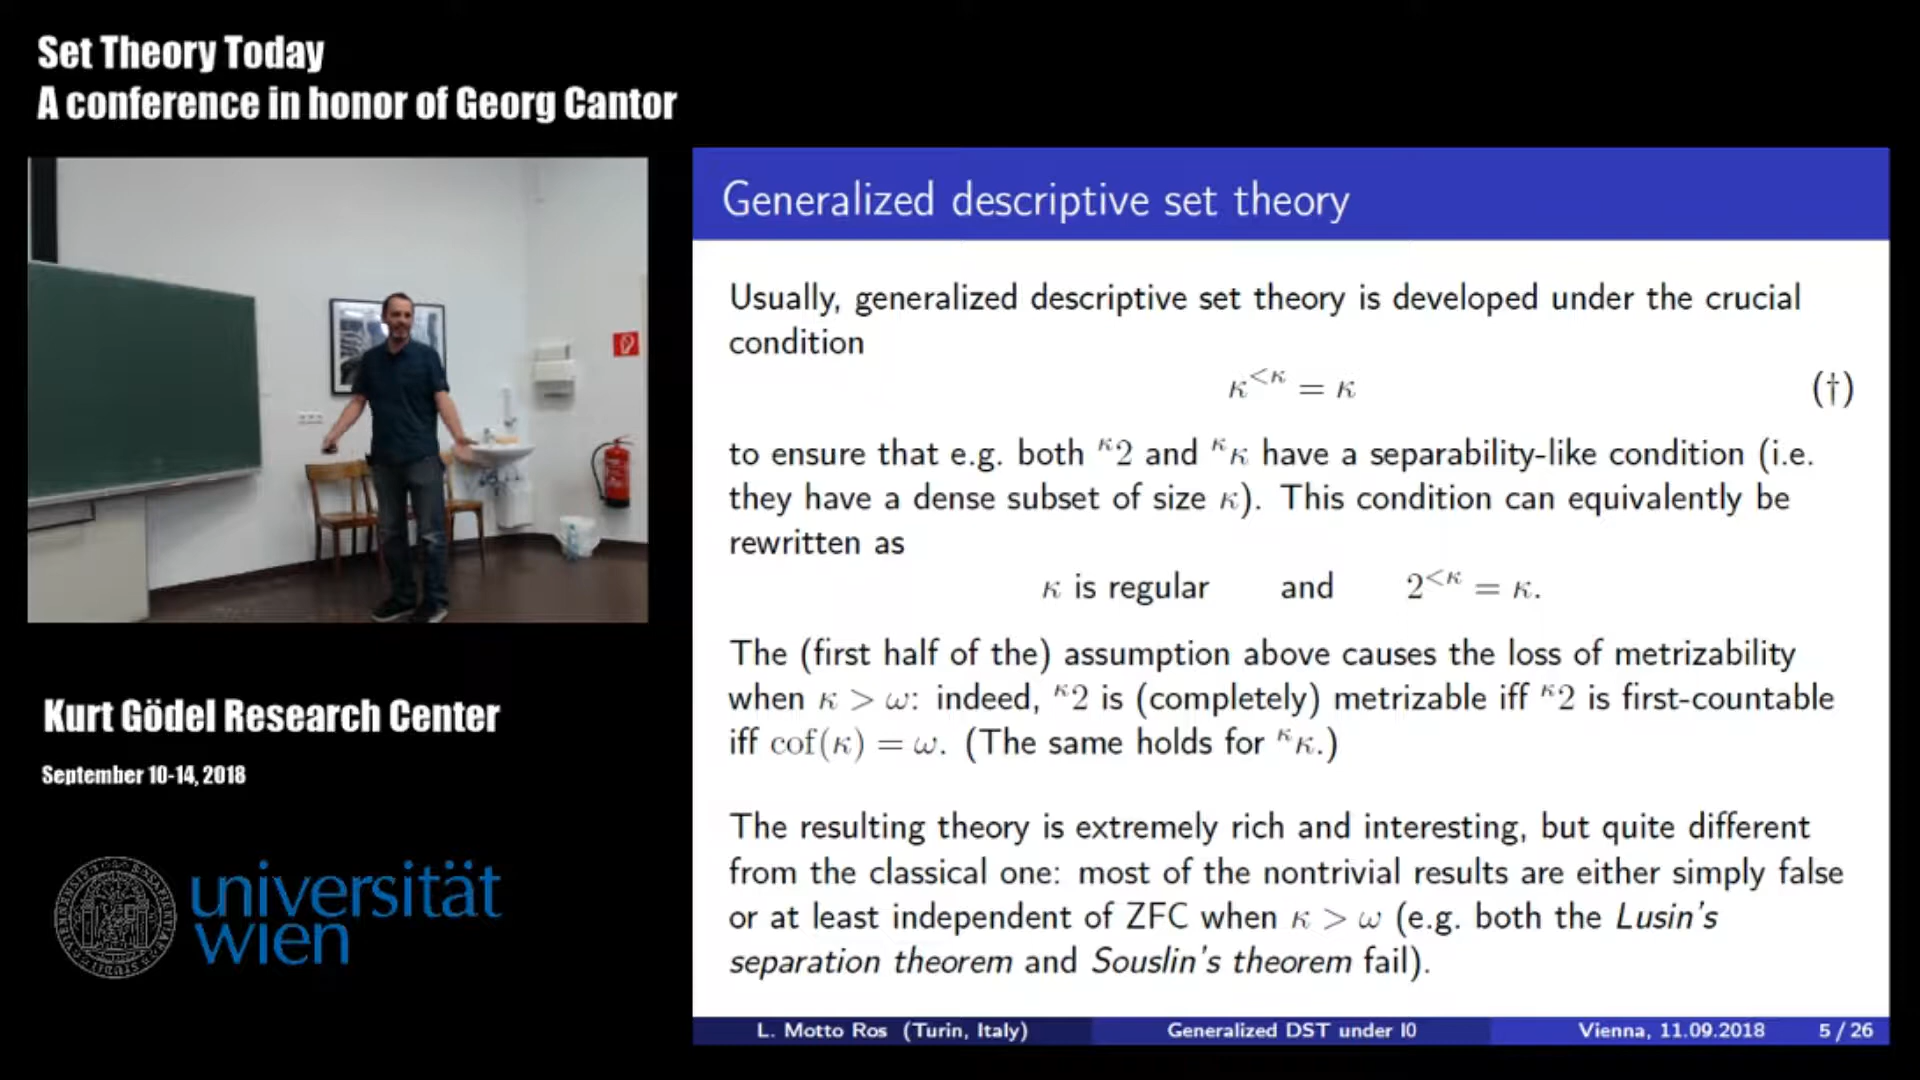 Set Theory Today
A conference in honor of Georg Cantor
Generalized descriptive set theory
Usually, generalized descriptive set theory is developed under the crucial
condition
κ^{<κ} = κ (†)
to ensure that e.g. both ^κ2 and ^κκ have a separability-like condition (i.e.
they have a dense subset of size κ). This condition can equivalently be
rewritten as
κ is regular and 2^{<κ} = κ.
The (first half of the) assumption above causes the loss of metrizability
when κ > ω: indeed, ^κ2 is (completely) metrizable iff ^κ2 is first-countable
iff cof(κ) = ω. (The same holds for ^κκ.)
The resulting theory is extremely rich and interesting, but quite different
from the classical one: most of the nontrivial results are either simply false
or at least independent of ZFC when κ > ω (e.g. both the Lusin's
separation theorem and Souslin's theorem fail).
L. Motto Ros (Turin, Italy) Generalized DST under I0 Vienna, 11.09.2018 5 / 26
Kurt Gödel Research Center
September 10-14, 2018
universität
wien